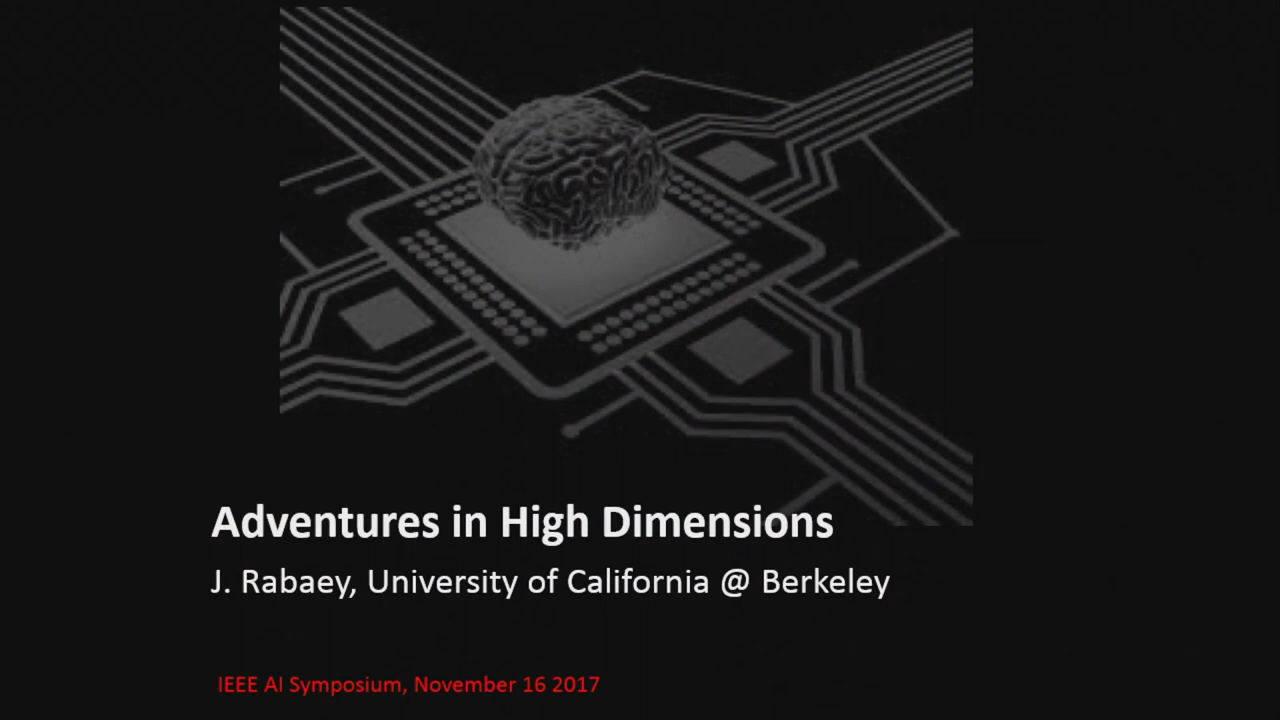 Adventures in High Dimensions
J. Rabaey, University of California @ Berkeley
IEEE AI Symposium, November 16 2017